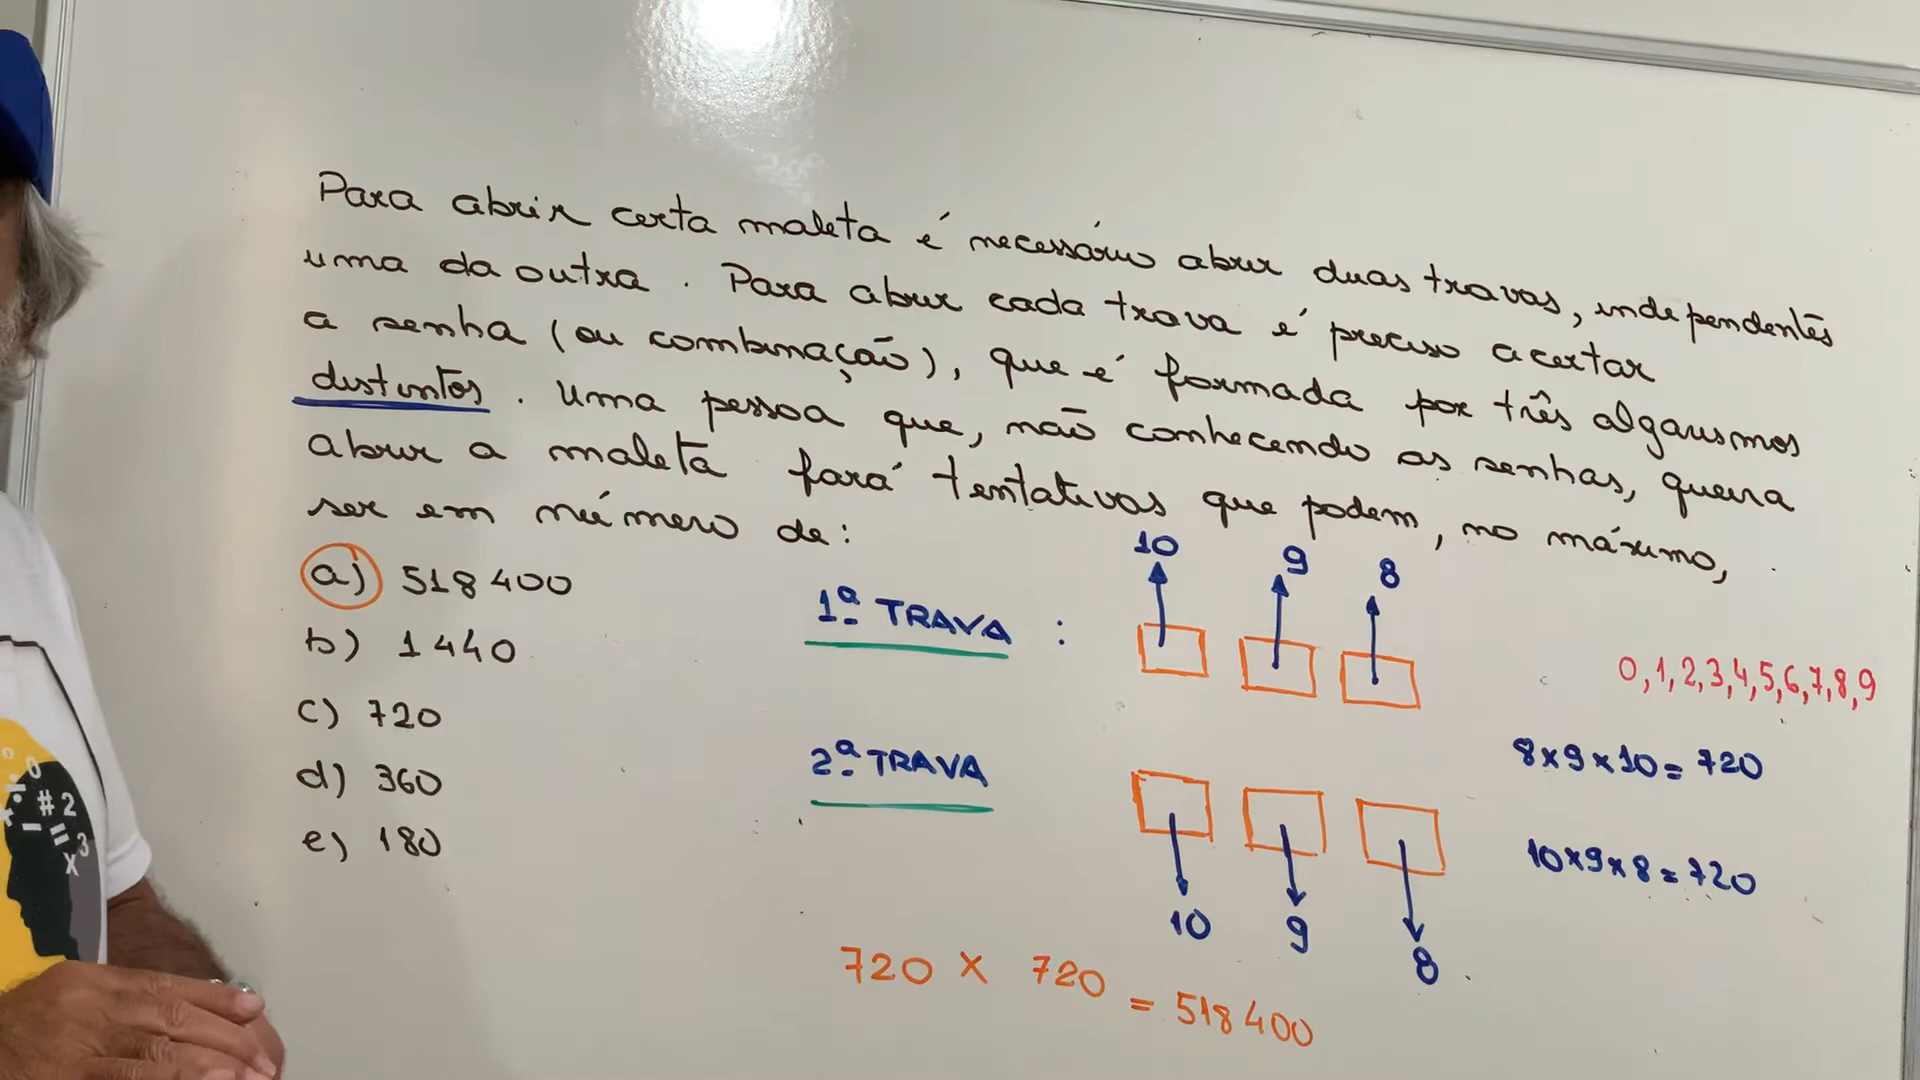 Para abrir certa maleta é necessário abrir duas travas, independentes
uma da outra. Para abrir cada trava é preciso acertar
a senha (ou combinação), que é formada por três algarismos
distintos. Uma pessoa que, não conhecendo as senhas, queira
abrir a maleta fará tentativas que podem, no máximo,
ser em número de:
a) 518400
b) 1440
c) 720
d) 360
e) 180
1ª TRAVA :
10 9 8
0,1,2,3,4,5,6,7,8,9
8x9x10=720
2ª TRAVA
10x9x8=720
10 9 8
720 X 720 = 518400
0
# 2
= 3
x